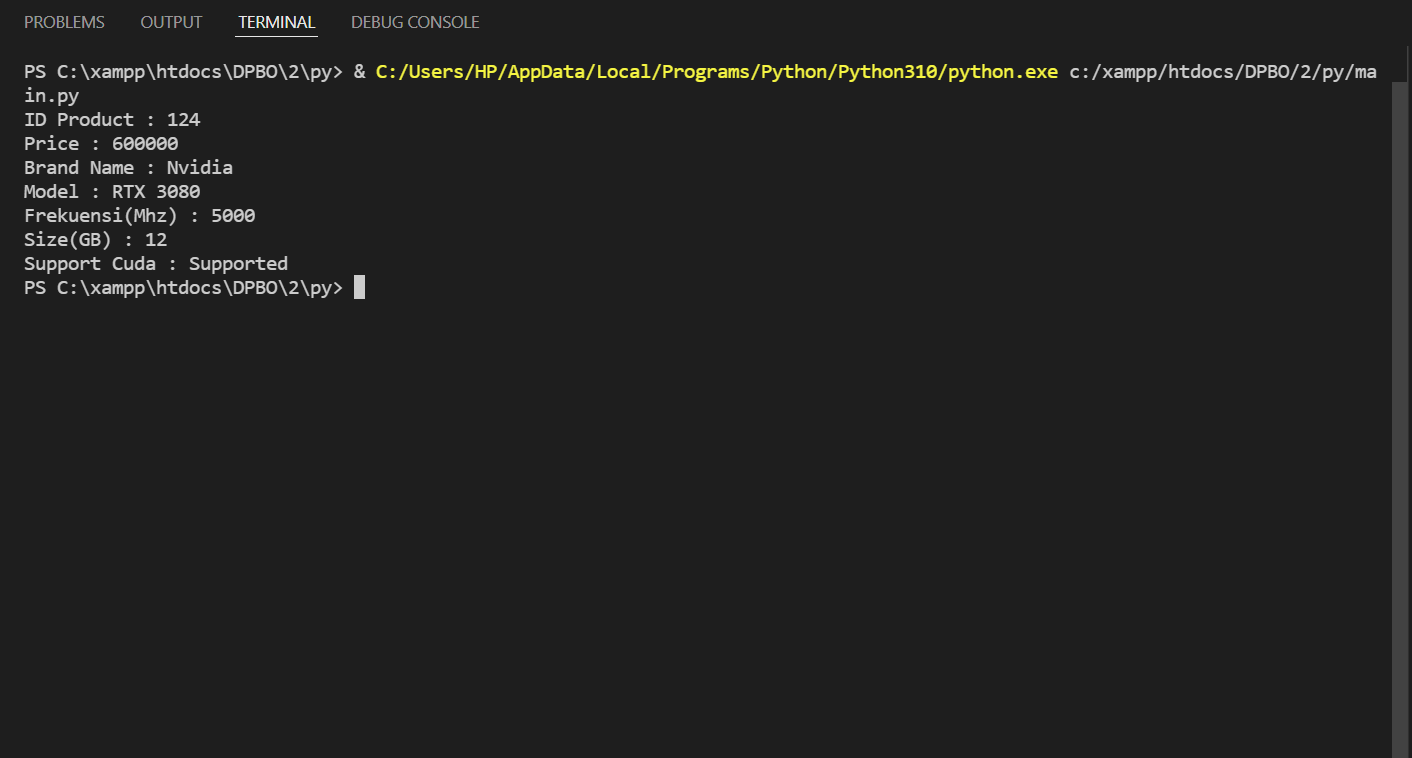 PROBLEMS OUTPUT TERMINAL DEBUG CONSOLE
PS C:\xampp\htdocs\DPBO\2\py> & C:/Users/HP/AppData/Local/Programs/Python/Python310/python.exe c:/xampp/htdocs/DPBO/2/py/ma
in.py
ID Product : 124
Price : 600000
Brand Name : Nvidia
Model : RTX 3080
Frekuensi(Mhz) : 5000
Size(GB) : 12
Support Cuda : Supported
PS C:\xampp\htdocs\DPBO\2\py>